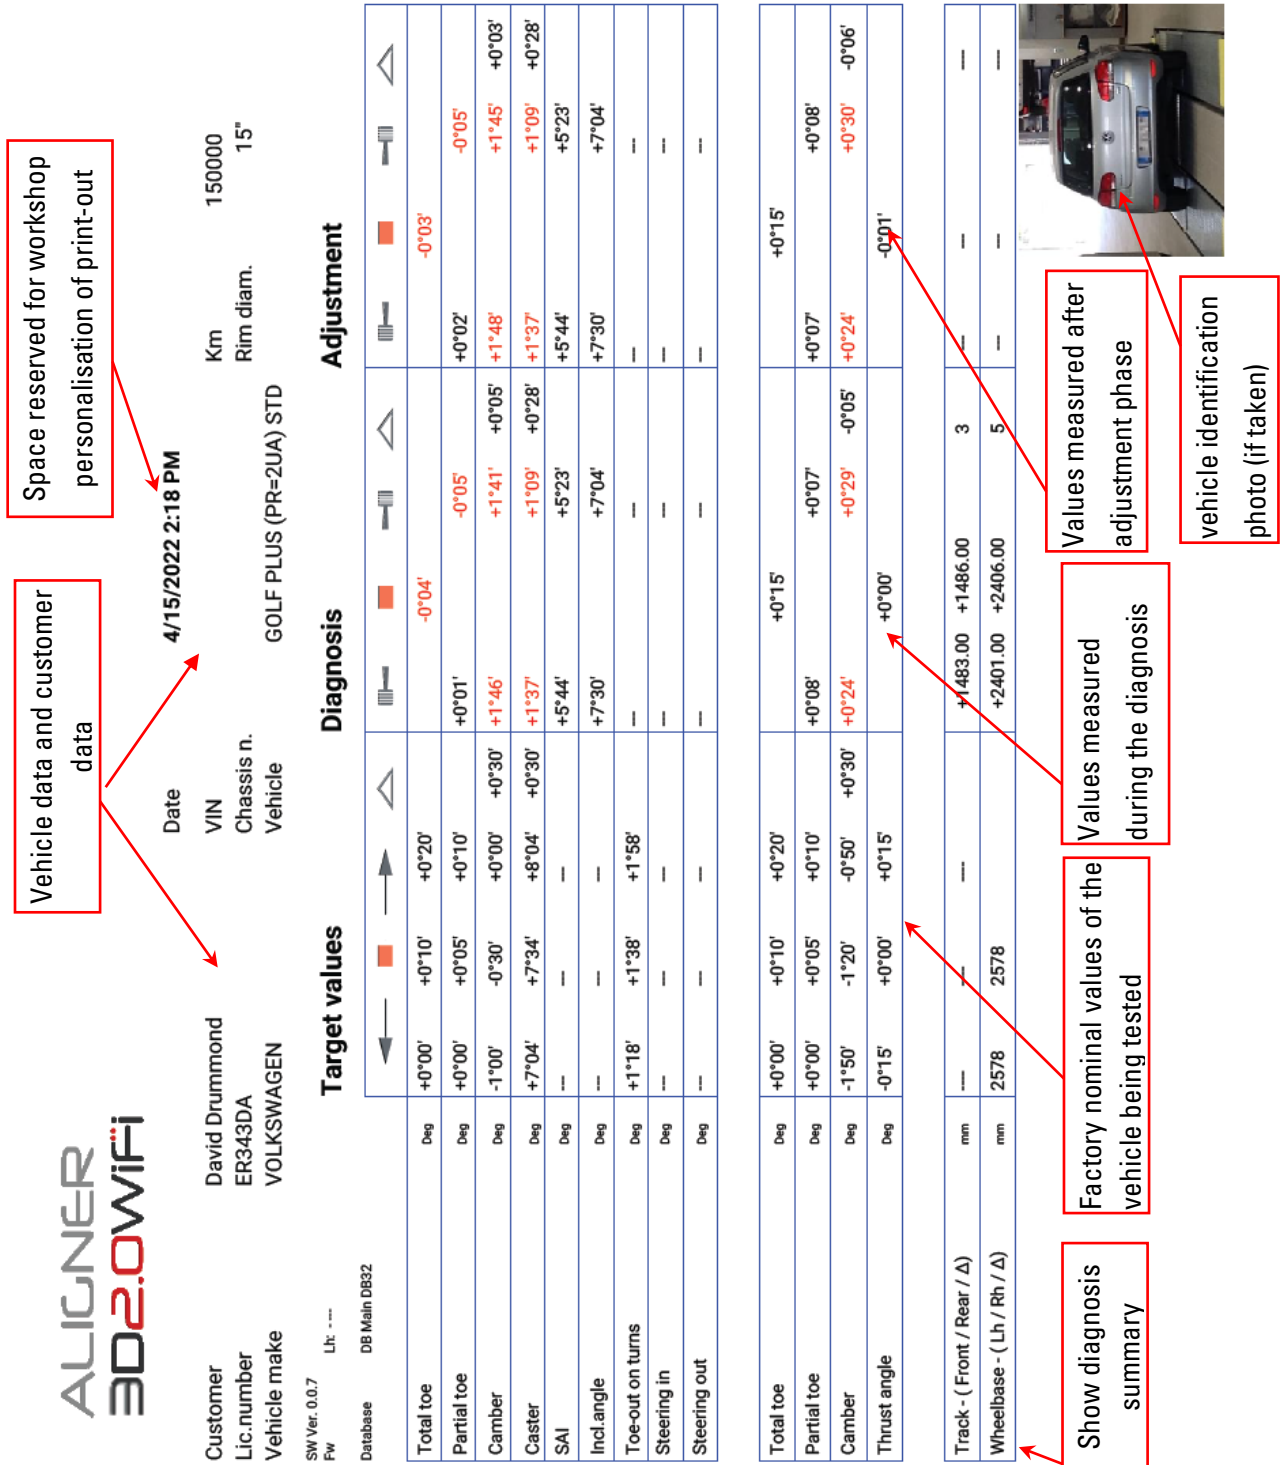 Space reserved for workshop
personalisation of print-out
Vehicle data and customer
data
ALIGNER
3D2.0WiFi
Date 4/15/2022 2:18 PM
Customer David Drummond VIN Km 150000
Lic.number ER343DA Chassis n. Rim diam. 15"
Vehicle make VOLKSWAGEN Vehicle GOLF PLUS (PR=2UA) STD
SW Ver. 0.0.7
Fw Lh: - ---
Database DB Main DB32
Target values Diagnosis Adjustment
Total toe Deg +0°00' +0°10' +0°20' -0°04' -0°03'
Partial toe Deg +0°00' +0°05' +0°10' +0°01' -0°05' +0°02' -0°05'
Camber Deg -1°00' -0°30' +0°00' +0°30' +1°46' +1°41' +0°05' +1°48' +1°45' +0°03'
Caster Deg +7°04' +7°34' +8°04' +0°30' +1°37' +1°09' +0°28' +1°37' +1°09' +0°28'
SAI Deg --- --- --- +5°44' +5°23' +5°44' +5°23'
Incl.angle Deg --- --- --- +7°30' +7°04' +7°30' +7°04'
Toe-out on turns Deg +1°18' +1°38' +1°58' --- --- --- ---
Steering in Deg --- --- --- --- --- --- ---
Steering out Deg --- --- --- --- --- --- ---
Total toe Deg +0°00' +0°10' +0°20' +0°15' +0°15'
Partial toe Deg +0°00' +0°05' +0°10' +0°08' +0°07' +0°07' +0°08'
Camber Deg -1°50' -1°20' -0°50' +0°30' +0°24' +0°29' -0°05' +0°24' +0°30' -0°06'
Thrust angle Deg -0°15' +0°00' +0°15' +0°00' -0°01'
Track - ( Front / Rear / Δ) mm ---- ---- ---- +1483.00 +1486.00 3 --- --- ----
Wheelbase - ( Lh / Rh / Δ) mm 2578 2578 +2401.00 +2406.00 5 --- --- ----
Show diagnosis
summary
Factory nominal values of the
vehicle being tested
Values measured
during the diagnosis
Values measured after
adjustment phase
vehicle identification
photo (if taken)